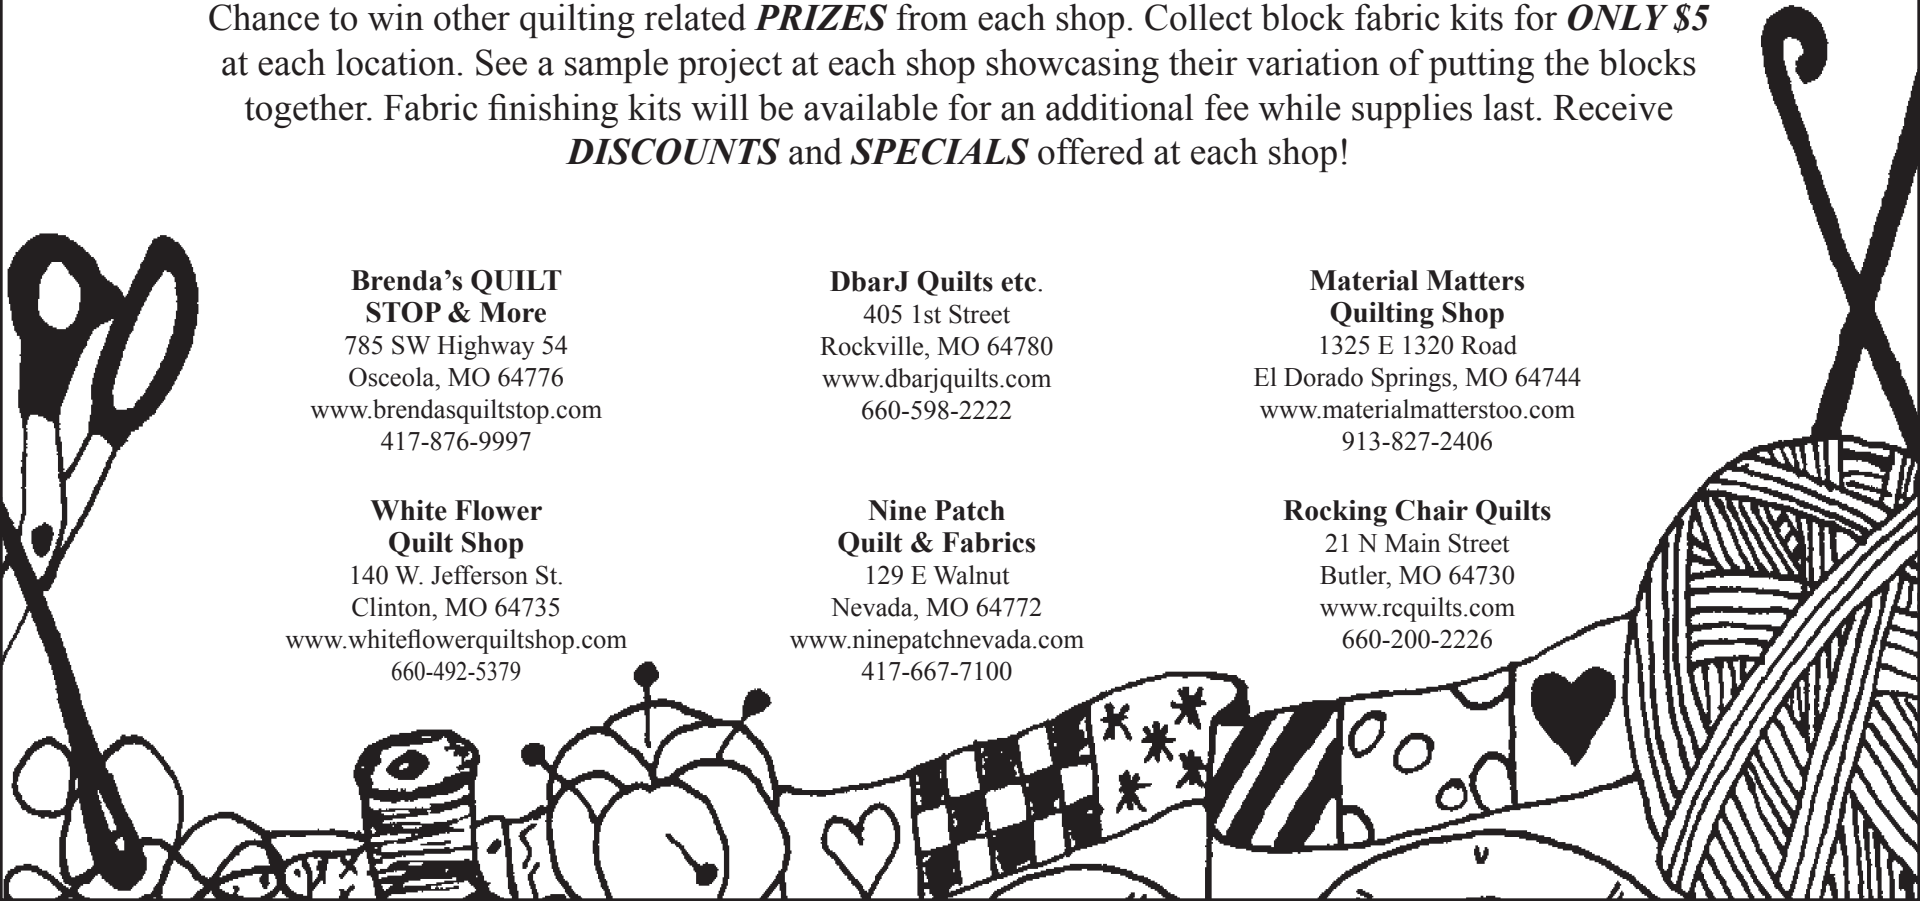 Chance to win other quilting related PRIZES from each shop. Collect block fabric kits for ONLY $5
at each location. See a sample project at each shop showcasing their variation of putting the blocks
together. Fabric finishing kits will be available for an additional fee while supplies last. Receive
DISCOUNTS and SPECIALS offered at each shop!
Brenda’s QUILT
STOP & More
785 SW Highway 54
Osceola, MO 64776
www.brendasquiltstop.com
417-876-9997
DbarJ Quilts etc.
405 1st Street
Rockville, MO 64780
www.dbarjquilts.com
660-598-2222
Material Matters
Quilting Shop
1325 E 1320 Road
El Dorado Springs, MO 64744
www.materialmatterstoo.com
913-827-2406
White Flower
Quilt Shop
140 W. Jefferson St.
Clinton, MO 64735
www.whiteflowerquiltshop.com
660-492-5379
Nine Patch
Quilt & Fabrics
129 E Walnut
Nevada, MO 64772
www.ninepatchnevada.com
417-667-7100
Rocking Chair Quilts
21 N Main Street
Butler, MO 64730
www.rcquilts.com
660-200-2226